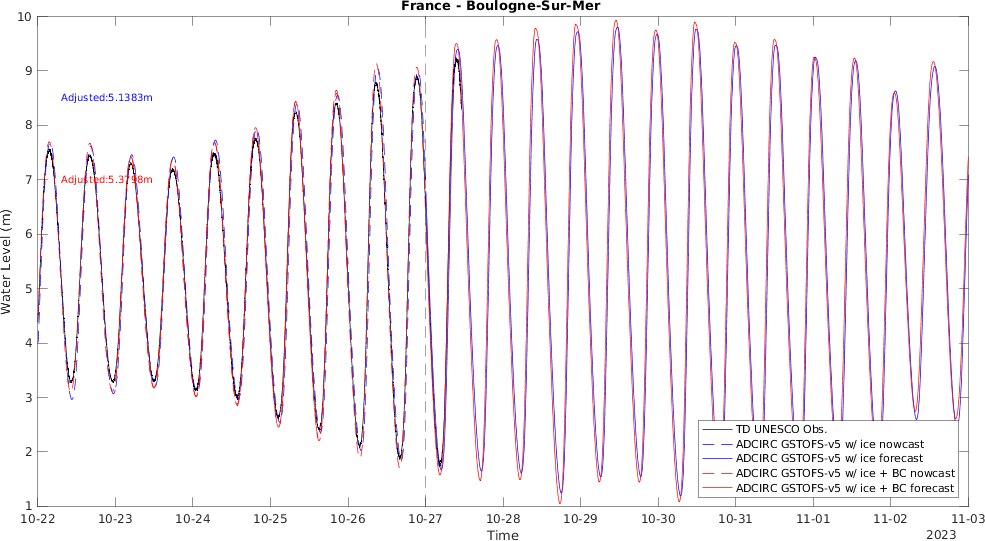 France - Boulogne-Sur-Mer
10
9
8
7
6
5
4
3
2
1
Water Level (m)
Adjusted:5.1383m
Adjusted:5.3798m
TD UNESCO Obs.
ADCIRC GSTOFS-v5 w/ ice nowcast
ADCIRC GSTOFS-v5 w/ ice forecast
ADCIRC GSTOFS-v5 w/ ice + BC nowcast
ADCIRC GSTOFS-v5 w/ ice + BC forecast
10-22 10-23 10-24 10-25 10-26 10-27 10-28 10-29 10-30 10-31 11-01 11-02 11-03
Time
2023